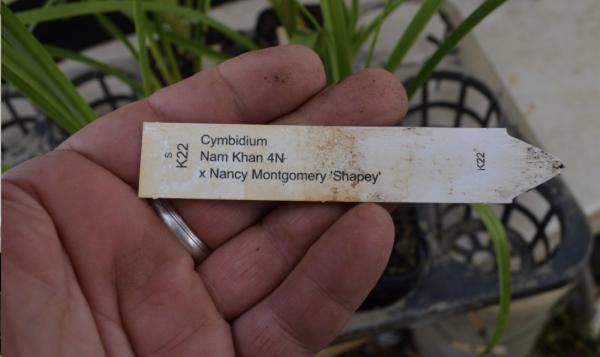 S
K22
Cymbidium
Nam Khan 4N
x Nancy Montgomery 'Shapey'
K22